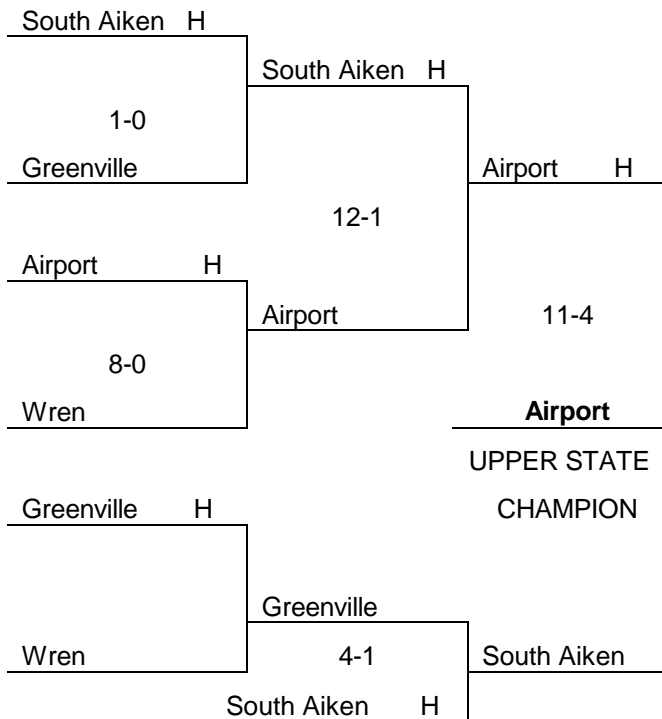 South Aiken H
South Aiken H
1-0
Greenville
Airport H
12-1
Airport H
Airport
11-4
8-0
Wren
Airport
UPPER STATE
Greenville H
CHAMPION
Greenville
Wren
4-1
South Aiken
South Aiken H